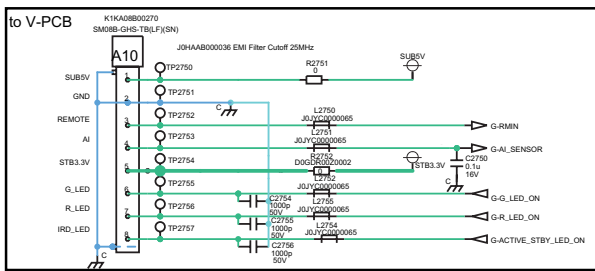 to V-PCB
K1KA08B00270
SM08B-GHS-TB(LF)(SN)
A10
J0HAAB000036 EMI Filter Cutoff 25MHz
SUB5V
1
TP2750
R2751
0
SUB5V
GND
2
TP2751
C
REMOTE
3
TP2752
L2750
J0JYC0000065
G-RMIN
AI
4
TP2753
L2751
J0JYC0000065
G-AI_SENSOR
STB3.3V
5
TP2754
R2752
D0GDR00Z0002
0
STB3.3V
C2750
0.1u
16V
C
G_LED
6
TP2755
L2752
J0JYC0000065
G-G_LED_ON
C2754
1000p
50V
R_LED
7
TP2756
L2755
J0JYC0000065
G-R_LED_ON
C2755
1000p
50V
IRD_LED
8
TP2757
L2754
J0JYC0000065
G-ACTIVE_STBY_LED_ON
C2756
1000p
50V
C